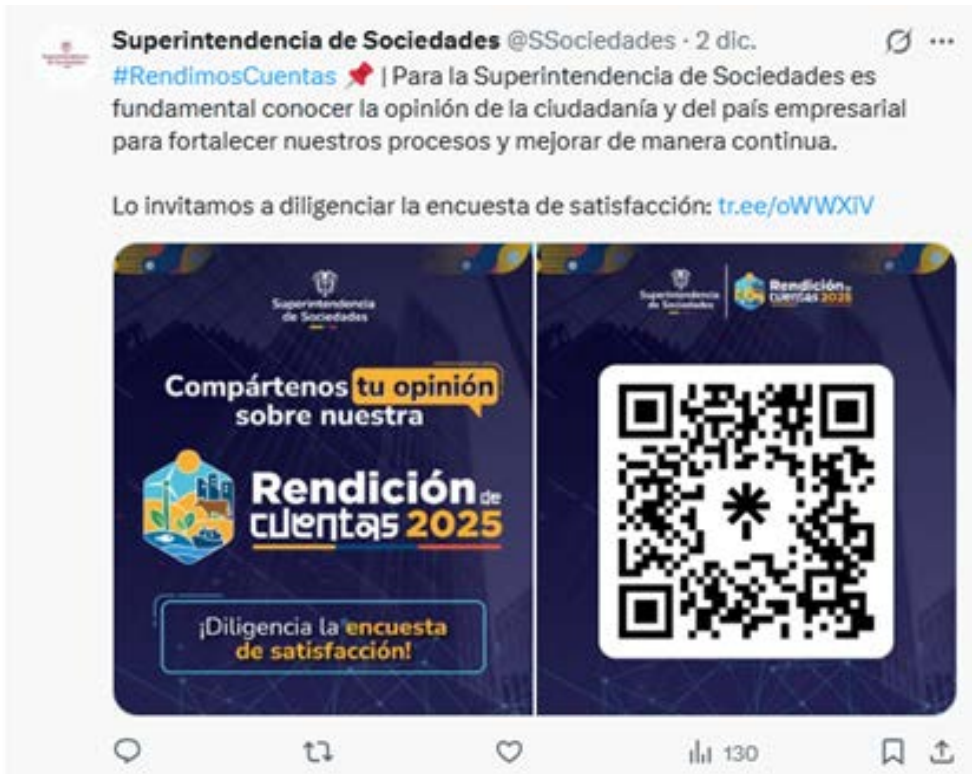 Superintendencia de Sociedades @SSociedades · 2 dic.
#RendimosCuentas 📌 | Para la Superintendencia de Sociedades es
fundamental conocer la opinión de la ciudadanía y del país empresarial
para fortalecer nuestros procesos y mejorar de manera continua.
Lo invitamos a diligenciar la encuesta de satisfacción: tr.ee/oWWXiV
Superintendencia
de Sociedades
Compártenos tu opinión
sobre nuestra
Rendición de
cuentas 2025
¡Diligencia la encuesta
de satisfacción!
Superintendencia
de Sociedades
Rendición de
cuentas 2025
130